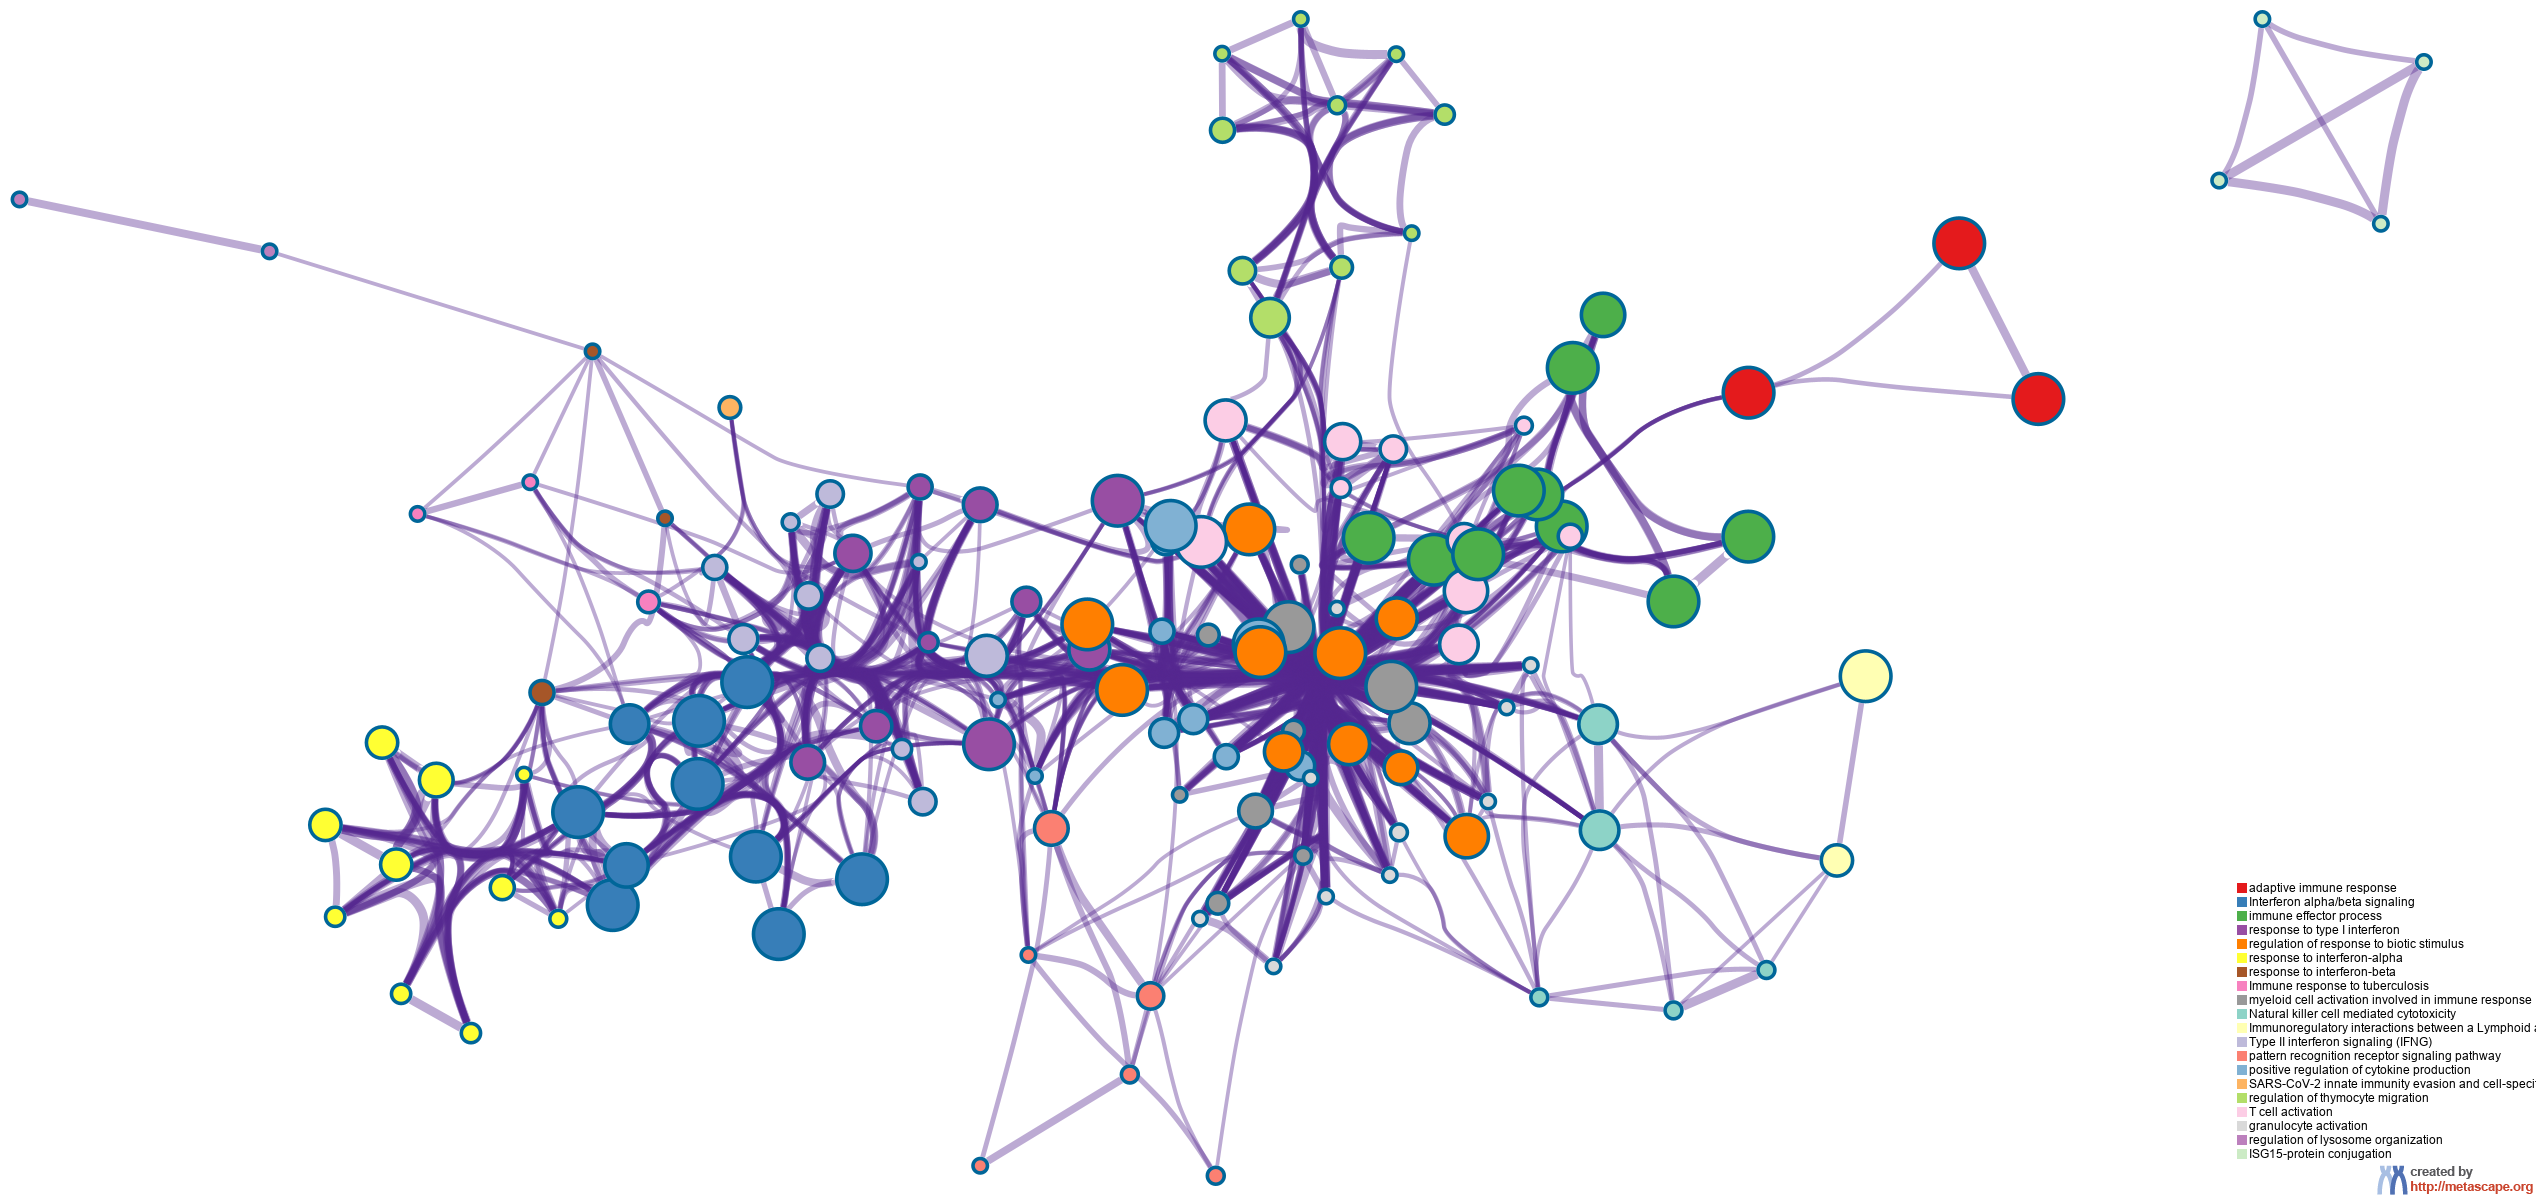 adaptive immune response
Interferon alpha/beta signaling
immune effector process
response to type I interferon
regulation of response to biotic stimulus
response to interferon-alpha
response to interferon-beta
Immune response to tuberculosis
myeloid cell activation involved in immune response
Natural killer cell mediated cytotoxicity
Immunoregulatory interactions between a Lymphoid a
Type II interferon signaling (IFNG)
pattern recognition receptor signaling pathway
positive regulation of cytokine production
SARS-CoV-2 innate immunity evasion and cell-specif
regulation of thymocyte migration
T cell activation
granulocyte activation
regulation of lysosome organization
ISG15-protein conjugation
created by
http://metascape.org